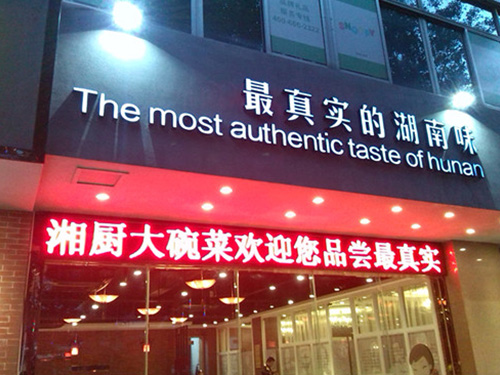 最真实的湖南味
The most authentic taste of hunan
湘厨大碗菜欢迎您品尝最真实